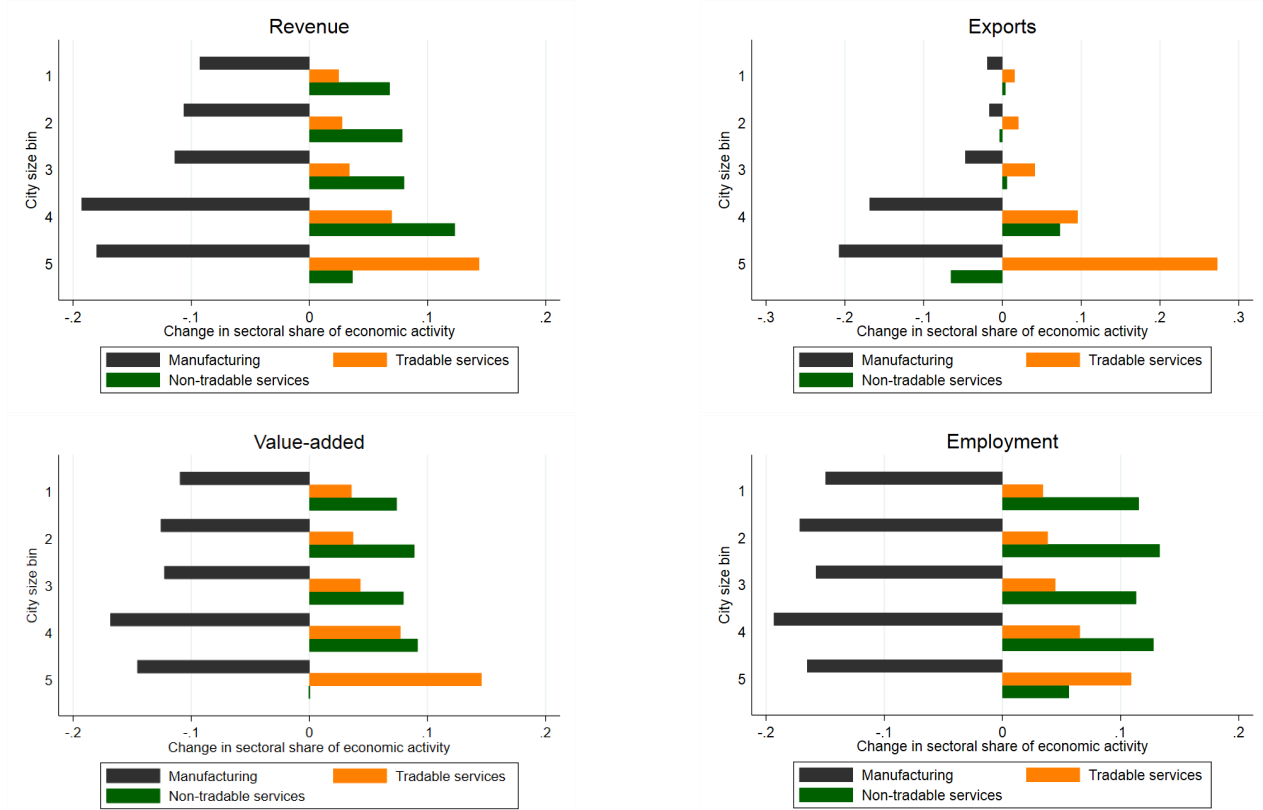 Revenue
City size bin
1
2
3
4
5
-.2 -.1 0 .1 .2
Change in sectoral share of economic activity
Manufacturing Tradable services
Non-tradable services
Exports
City size bin
1
2
3
4
5
-.3 -.2 -.1 0 .1 .2 .3
Change in sectoral share of economic activity
Manufacturing Tradable services
Non-tradable services
Value-added
City size bin
1
2
3
4
5
-.2 -.1 0 .1 .2
Change in sectoral share of economic activity
Manufacturing Tradable services
Non-tradable services
Employment
City size bin
1
2
3
4
5
-.2 -.1 0 .1 .2
Change in sectoral share of economic activity
Manufacturing Tradable services
Non-tradable services